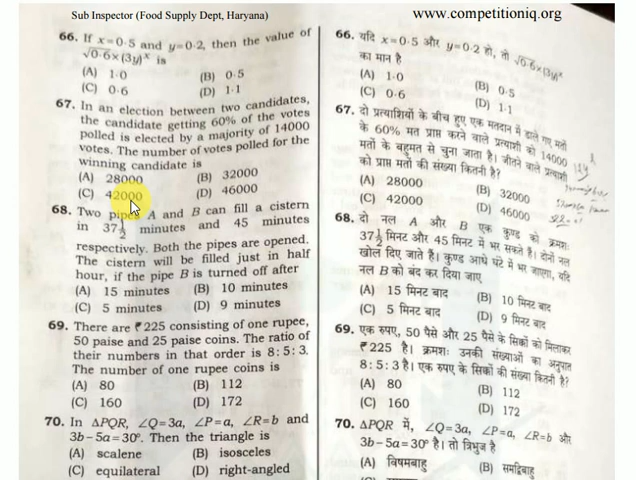 Sub Inspector (Food Supply Dept, Haryana)
www.competitioniq.org
66. If x=0·5 and y=0·2, then the value of
√0·6×(3y)ˣ is
(A) 1·0 (B) 0·5
(C) 0·6 (D) 1·1
67. In an election between two candidates,
the candidate getting 60% of the votes
polled is elected by a majority of 14000
votes. The number of votes polled for the
winning candidate is
(A) 28000 (B) 32000
(C) 42000 (D) 46000
68. Two pipes A and B can fill a cistern
in 37½ minutes and 45 minutes
respectively. Both the pipes are opened.
The cistern will be filled just in half
hour, if the pipe B is turned off after
(A) 15 minutes (B) 10 minutes
(C) 5 minutes (D) 9 minutes
69. There are ₹225 consisting of one rupee,
50 paise and 25 paise coins. The ratio of
their numbers in that order is 8:5:3.
The number of one rupee coins is
(A) 80 (B) 112
(C) 160 (D) 172
70. In ΔPQR, ∠Q=3a, ∠P=a, ∠R=b and
3b−5a=30°. Then the triangle is
(A) scalene (B) isosceles
(C) equilateral (D) right-angled
66. यदि x=0·5 और y=0·2 हो, तो √0·6×(3y)ˣ
का मान है
(A) 1·0 (B) 0·5
(C) 0·6 (D) 1·1
67. दो प्रत्याशियों के बीच हुए एक मतदान में डाले गए मतों
के 60% मत प्राप्त करने वाले प्रत्याशी को 14000
मतों के बहुमत से चुना जाता है। जीतने वाले प्रत्याशी
को प्राप्त मतों की संख्या कितनी है?
(A) 28000 (B) 32000
(C) 42000 (D) 46000
68. दो नल A और B एक कुण्ड को क्रमशः
37½ मिनट और 45 मिनट में भर सकते हैं। दोनों नल
खोल दिए जाते हैं। कुण्ड आधे घंटे में भर जाएगा, यदि
नल B को बंद कर दिया जाए
(A) 15 मिनट बाद (B) 10 मिनट बाद
(C) 5 मिनट बाद (D) 9 मिनट बाद
69. एक रुपए, 50 पैसे और 25 पैसे के सिक्कों को मिलाकर
₹225 है। क्रमशः उनकी संख्याओं का अनुपात
8:5:3 है। एक रुपए के सिक्कों की संख्या कितनी है?
(A) 80 (B) 112
(C) 160 (D) 172
70. ΔPQR में, ∠Q=3a, ∠P=a, ∠R=b और
3b−5a=30° है। तो त्रिभुज है
(A) विषमबाहु (B) समद्विबाहु